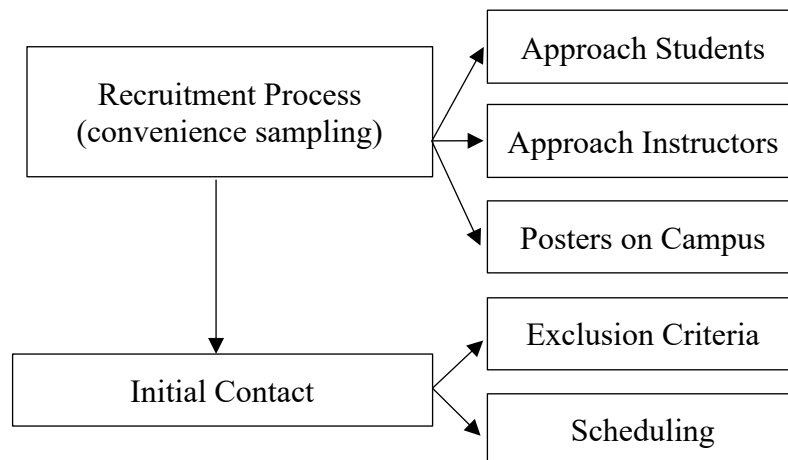 Recruitment Process
(convenience sampling)
Approach Students
Approach Instructors
Posters on Campus
Initial Contact
Exclusion Criteria
Scheduling